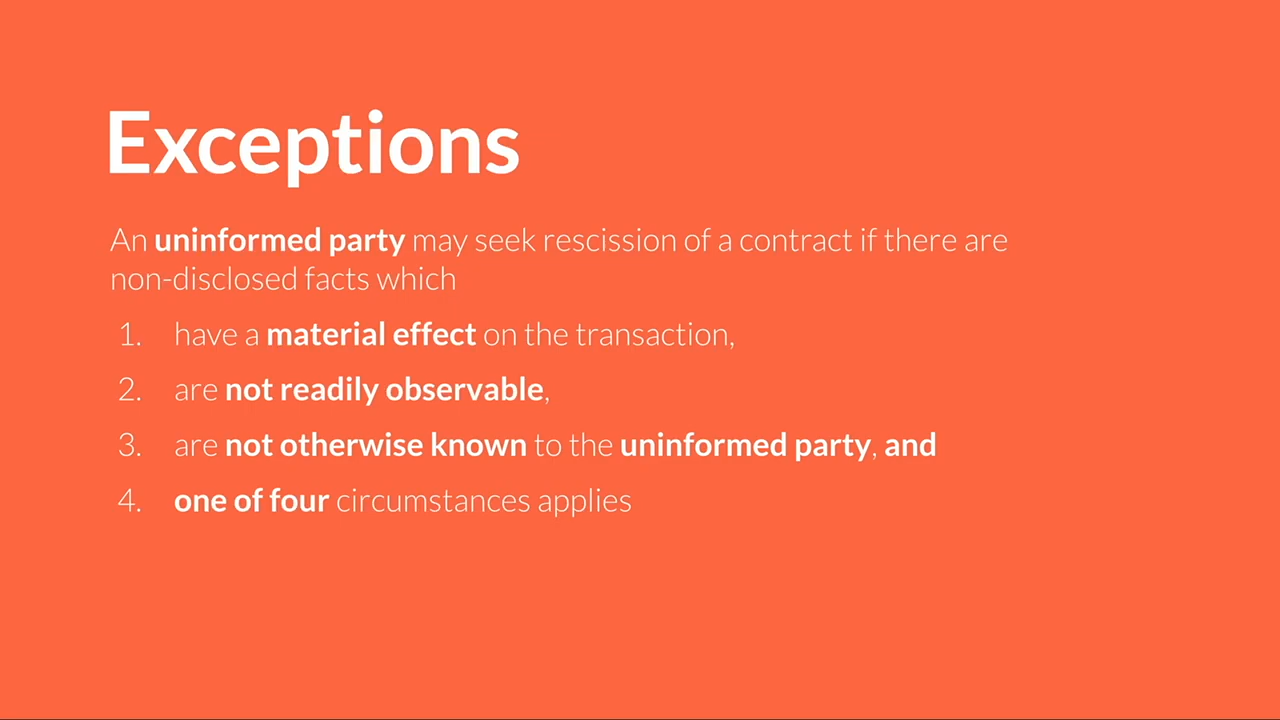 Exceptions
An uninformed party may seek rescission of a contract if there are
non-disclosed facts which
1. have a material effect on the transaction,
2. are not readily observable,
3. are not otherwise known to the uninformed party, and
4. one of four circumstances applies